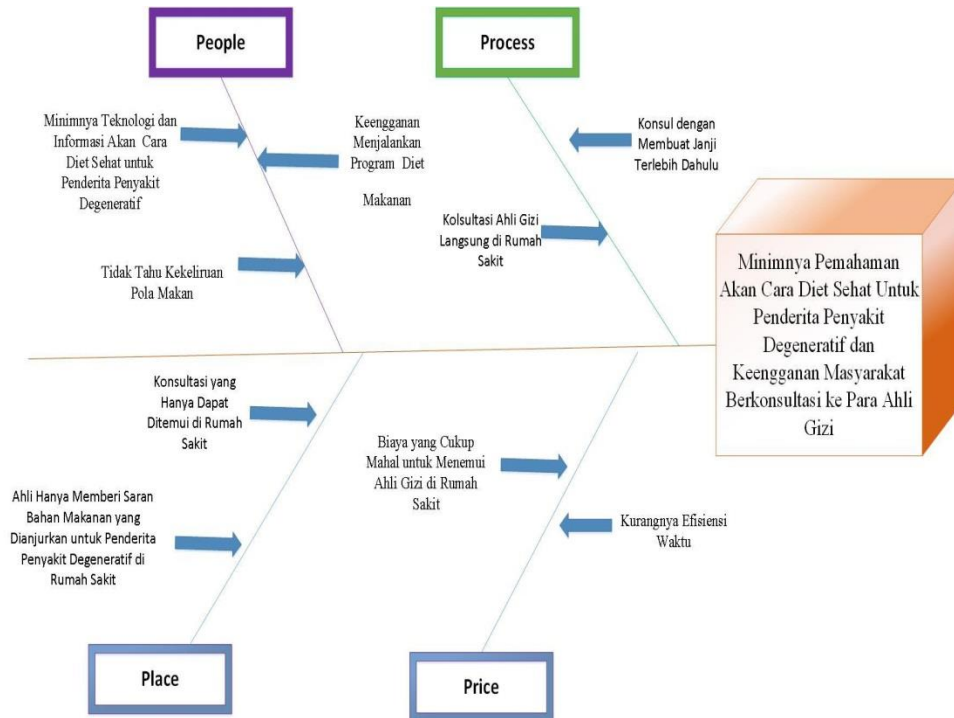 People
Process
Minimnya Teknologi dan
Informasi Akan Cara
Diet Sehat untuk
Penderita Penyakit
Degeneratif
Keengganan
Menjalankan
Program Diet
Makanan
Tidak Tahu Kekeliruan
Pola Makan
Konsul dengan
Membuat Janji
Terlebih Dahulu
Kolsultasi Ahli Gizi
Langsung di Rumah
Sakit
Minimnya Pemahaman
Akan Cara Diet Sehat Untuk
Penderita Penyakit
Degeneratif dan
Keengganan Masyarakat
Berkonsultasi ke Para Ahli
Gizi
Konsultasi yang
Hanya Dapat
Ditemui di Rumah
Sakit
Ahli Hanya Memberi Saran
Bahan Makanan yang
Dianjurkan untuk Penderita
Penyakit Degeneratif di
Rumah Sakit
Biaya yang Cukup
Mahal untuk Menemui
Ahli Gizi di Rumah
Sakit
Kurangnya Efisiensi
Waktu
Place
Price